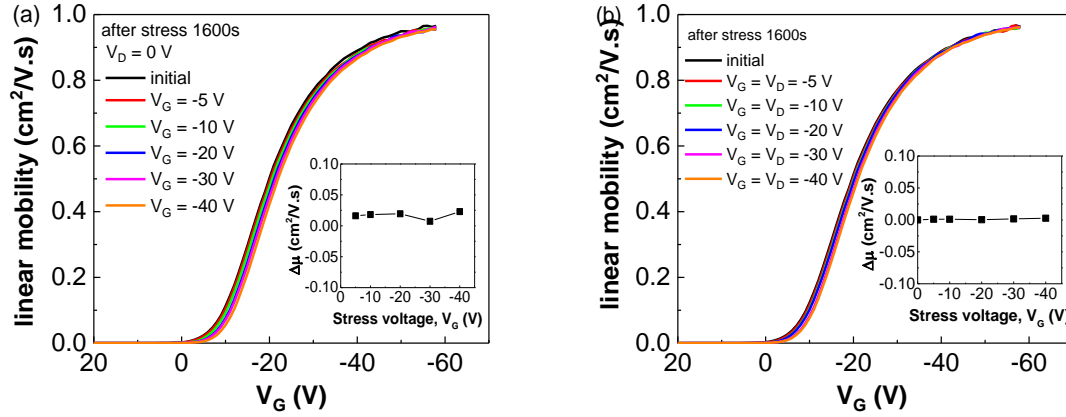 (a)
after stress 1600s
V_D = 0 V
initial
V_G = -5 V
V_G = -10 V
V_G = -20 V
V_G = -30 V
V_G = -40 V
linear mobility (cm²/V.s)
1.0
0.8
0.6
0.4
0.2
0.0
20
0
-20
-40
-60
V_G (V)
Δμ (cm²/V.s)
0.10
0.05
0.00
-0.05
-0.10
0 -10 -20 -30 -40
Stress voltage, V_G (V)
(b)
after stress 1600s
initial
V_G = V_D = -5 V
V_G = V_D = -10 V
V_G = V_D = -20 V
V_G = V_D = -30 V
V_G = V_D = -40 V
linear mobility (cm²/V.s)
1.0
0.8
0.6
0.4
0.2
0.0
20
0
-20
-40
-60
V_G (V)
Δμ (cm²/V.s)
0.10
0.05
0.00
-0.05
-0.10
0 -10 -20 -30 -40
Stress voltage, V_G (V)